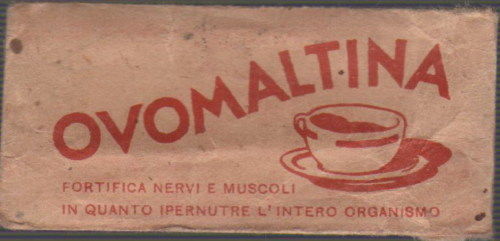 OVOMALTINA
FORTIFICA NERVI E MUSCOLI
IN QUANTO IPERNUTRE L'INTERO ORGANISMO